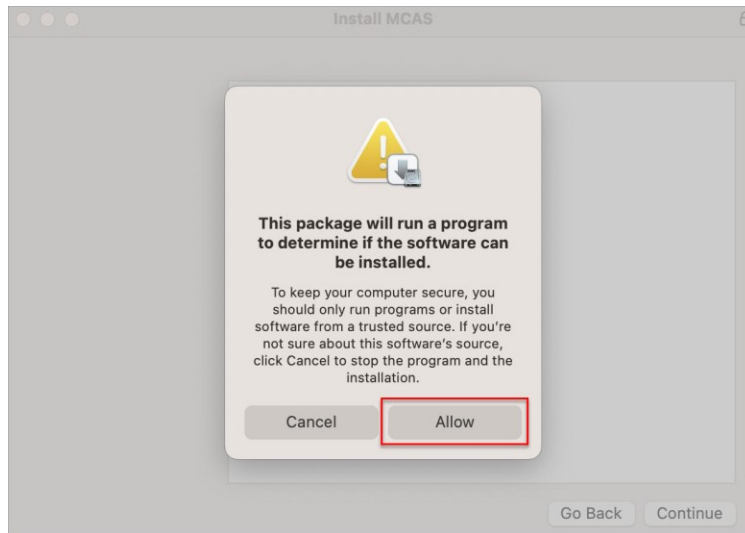 Install MCAS
This package will run a program
to determine if the software can
be installed.
To keep your computer secure, you
should only run programs or install
software from a trusted source. If you're
not sure about this software's source,
click Cancel to stop the program and the
installation.
Cancel Allow
Go Back Continue